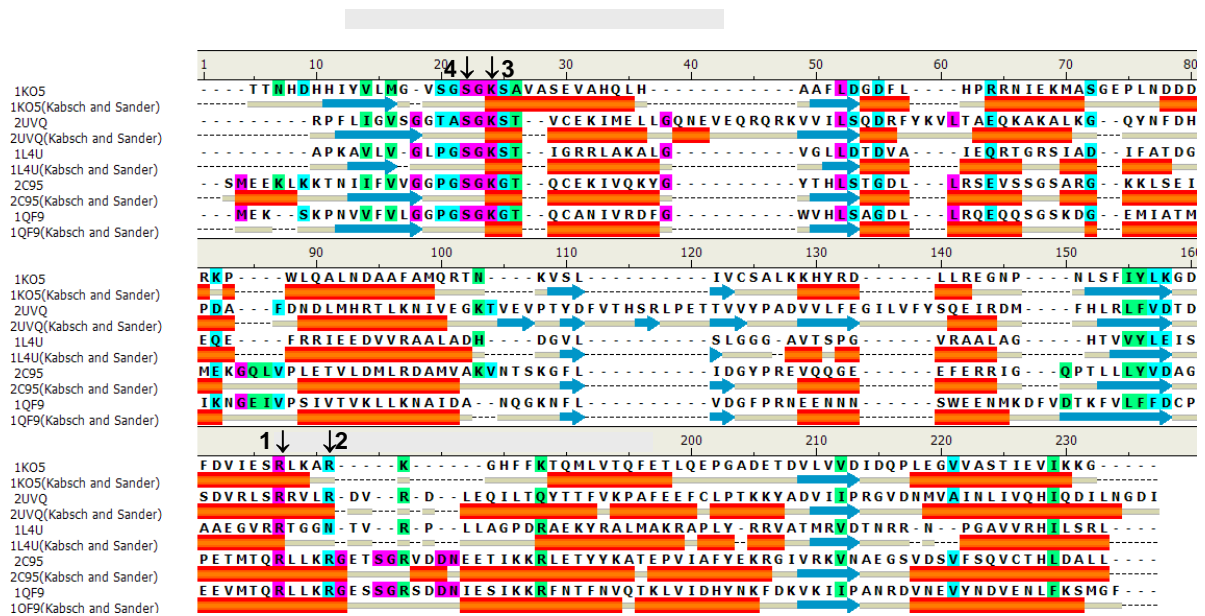 1 10 20 30 40 50 60 70 80
4 ↓ ↓ 3
1KO5 ----TTNHDHHIYVLMG-VSGSGKSAVASEVAHQLH------------AAFLDGDFL----HPRRNIEKMASGEPLNDDD
1KO5(Kabsch and Sander)
2UVQ ---------RPFLIGVSGGTASGKST--VCEKIMELLGQNEVEQRQRKVVILSQDRFYKVLTAEQKAKALKG--QYNFDH
2UVQ(Kabsch and Sander)
1L4U ---------APKAVLV-GLPGSGKST--IGRRLAKALG----------VGLLDTDVA----IEQRTGRSIAD--IFATDG
1L4U(Kabsch and Sander)
2C95 --SMEEKLKKTNIIFVVGGPGSGKGT--QCEKIVQKYG----------YTHLSTGDL---LRSEVSSGSARG--KKLSEI
2C95(Kabsch and Sander)
1QF9 ---MEK--SKPNVVFVLGGPGSGKGT--QCANIVRDFG----------WVHLSAGDL---LRQEQQSGSKDG--EMIATM
1QF9(Kabsch and Sander)
90 100 110 120 130 140 150 160
1KO5 RKP----WLQALNDAAFAMQRTN----KVSL----------IVCSALKKHYRD------LLREGNP----NLSFIYLKGD
1KO5(Kabsch and Sander)
2UVQ PDA---FDNDLMHRTLKNIVEGKTVEVPTYDFVTHSRLPETTVVYPADVVLFEGILVFYSQEIRDM----FHLRLFVDTD
2UVQ(Kabsch and Sander)
1L4U EQE----FRRIEEDVVRAALADH----DGVL----------SLGGG-AVTSPG------VRAALAG-----HTVVYLEIS
1L4U(Kabsch and Sander)
2C95 MEKGQLVPLETVLDMLRDAMVAKVNTSKGFL----------IDGYPREVQQGE------EFERRIG---QPTLLLYVDAG
2C95(Kabsch and Sander)
1QF9 IKNGEIVPSIVTVKLLKNAIDA--NQGKNFL----------VDGFPRNEENNN------SWEENMKDFVDTKFVLFFDCP
1QF9(Kabsch and Sander)
1 ↓ ↓ 2 200 210 220 230
1KO5 FDVIESRLKAR-----K------GHFFKTQMLVTQFETLQEPGADETDVLVVDIDQPLEGVVASTIEVIKKG-----
1KO5(Kabsch and Sander)
2UVQ SDVRLSRRVLR-DV--R-D--LEQILTQYTTFVKPAFEEFCLPTKKYADVIIPRGVDNMVAINLIVQHIQDILNGDI
2UVQ(Kabsch and Sander)
1L4U AAEGVRRTGGN-TV--R-P--LLAGPDRAEKYRALMAKRAPLY-RRVATMRVDTNRR-N-PGAVVRHILSRL----
1L4U(Kabsch and Sander)
2C95 PETMTQRLLKRGETSGRVDDNEETIKKRLETYYKATEPVIAFYEKRGIVRKVNAEGSVDSVFSQVCTHLDALL----
2C95(Kabsch and Sander)
1QF9 EEVMTQRLLKRGESSGRSDDNIESIKKRFNTFNVQTKLVIDHYNKFDKVKIIPANRDVNEVYNDVENLFKSMGF----
1QF9(Kabsch and Sander)